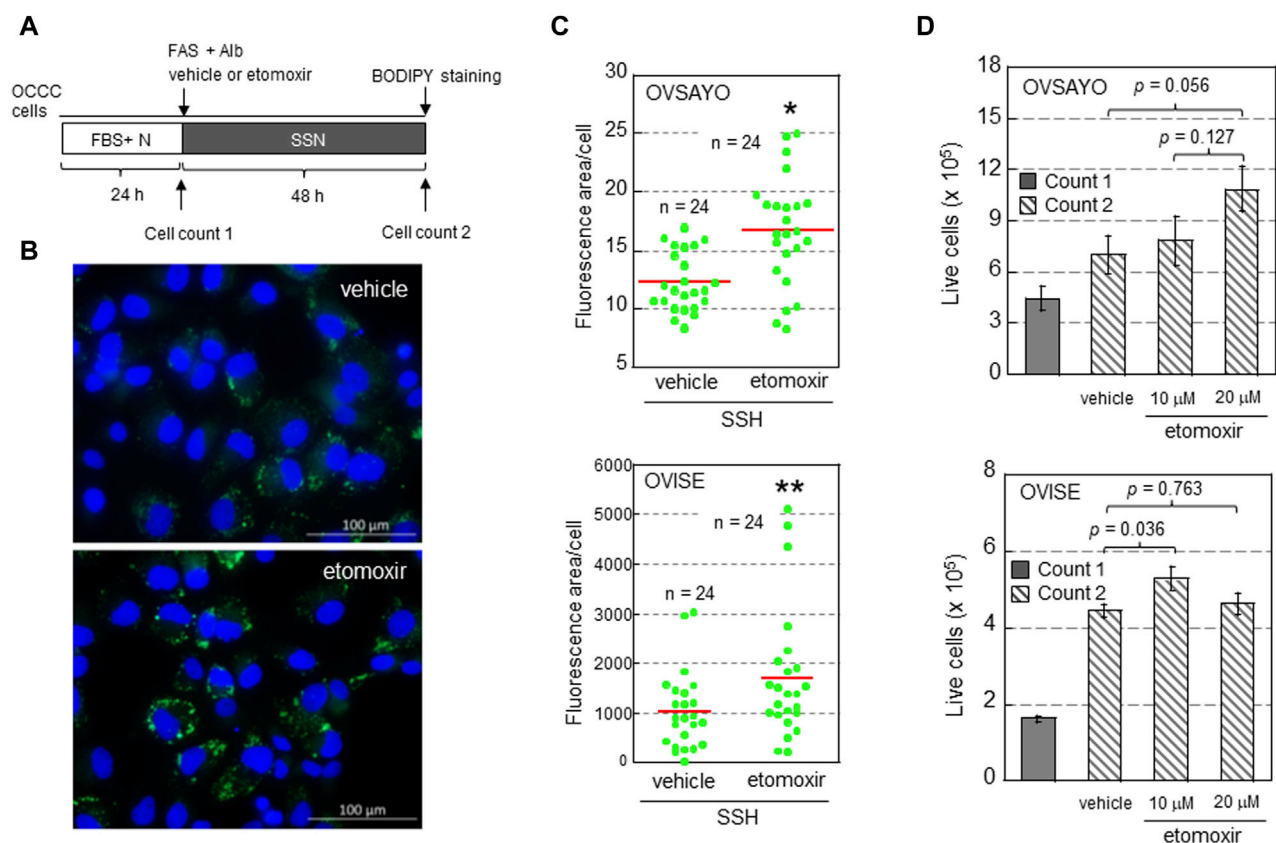 A
FAS + Alb
vehicle or etomoxir
BODIPY staining
OCCC
cells
FBS+ N
SSN
24 h
48 h
Cell count 1
Cell count 2
B
vehicle
100 µm
etomoxir
100 µm
C
30
OVSAYO
*
25
n = 24
20
n = 24
15
10
5
Fluorescence area/cell
vehicle
etomoxir
SSH
6000
OVISE
**
5000
n = 24
4000
n = 24
3000
2000
1000
0
Fluorescence area/cell
vehicle
etomoxir
SSH
D
18
OVSAYO
p = 0.056
15
p = 0.127
12
Count 1
Count 2
9
6
3
0
Live cells (x 10⁵)
vehicle
10 µM
20 µM
etomoxir
8
OVISE
p = 0.763
p = 0.036
6
Count 1
Count 2
4
2
0
Live cells (x 10⁵)
vehicle
10 µM
20 µM
etomoxir